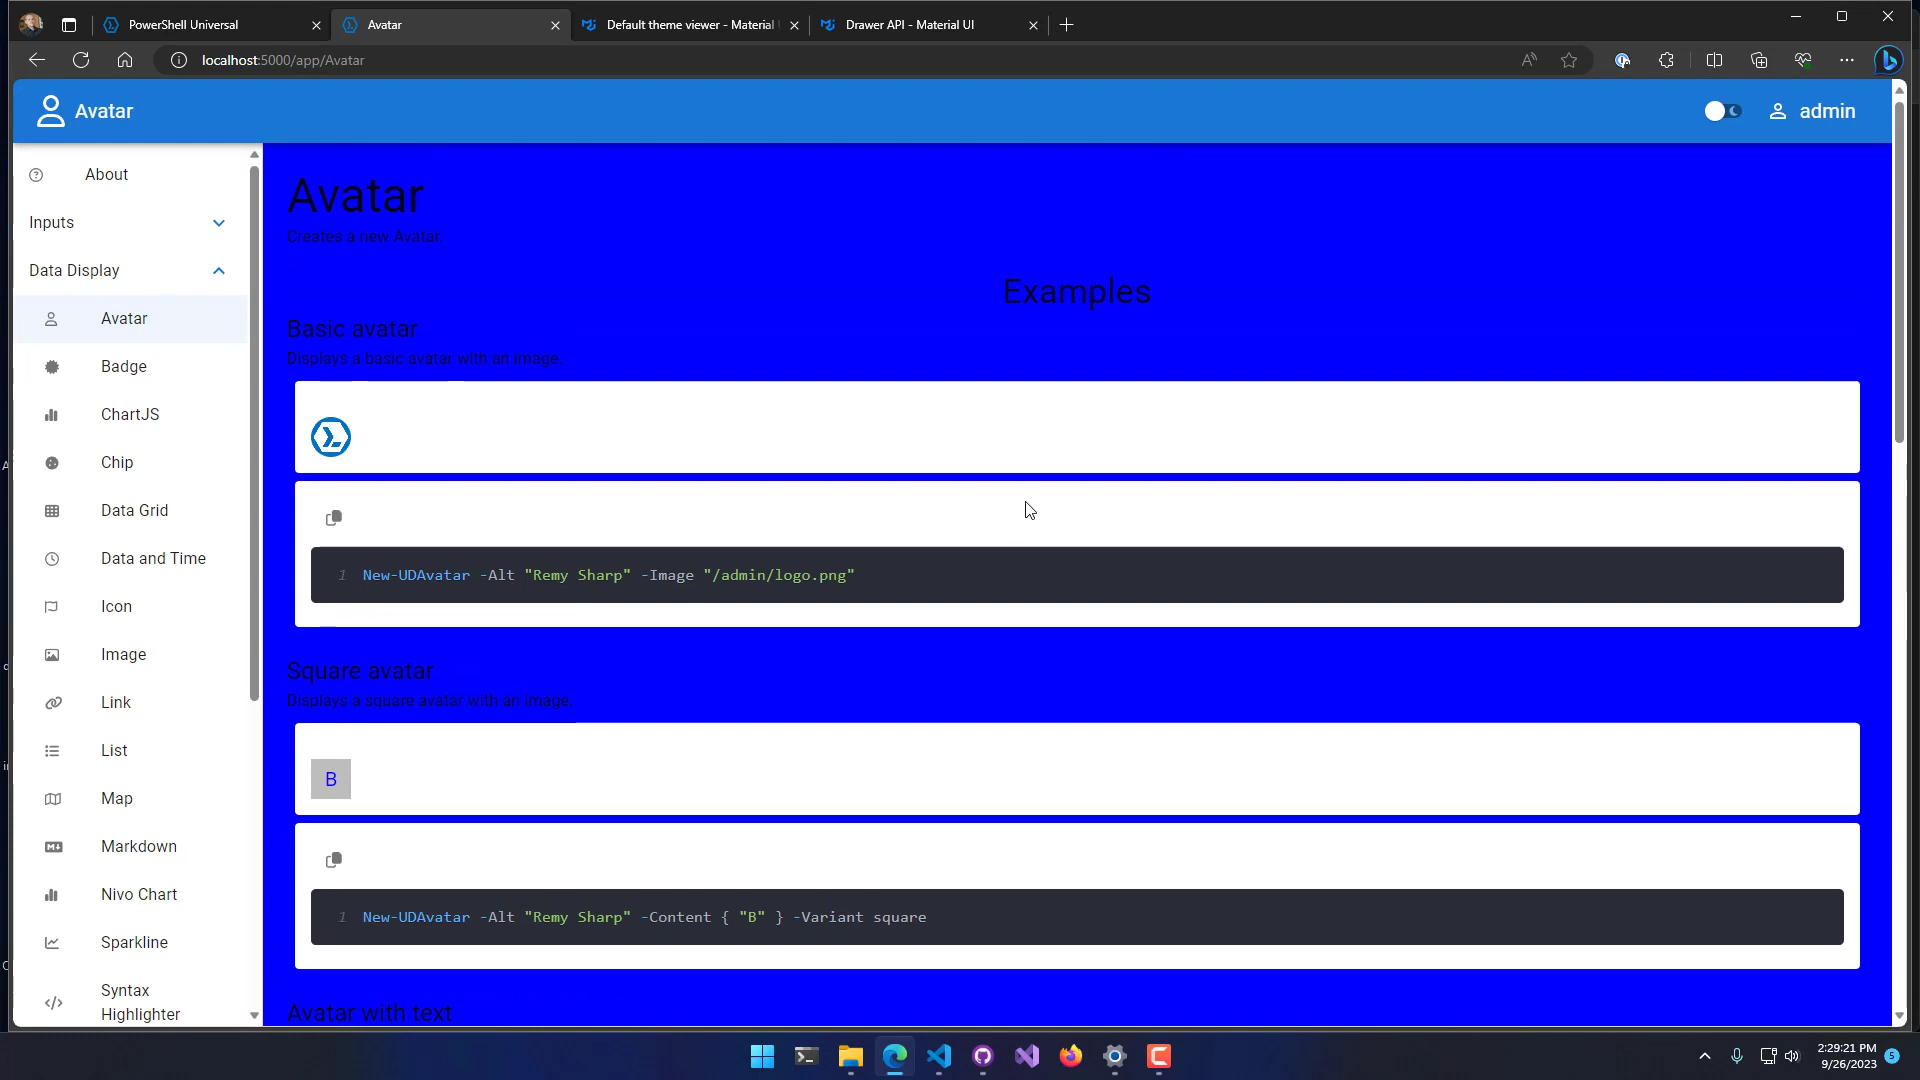 PowerShell Universal
Avatar
Default theme viewer - Material
Drawer API - Material UI
localhost:5000/app/Avatar
Avatar
admin
About
Inputs
Data Display
Avatar
Badge
ChartJS
Chip
Data Grid
Data and Time
Icon
Image
Link
List
Map
Markdown
Nivo Chart
Sparkline
Syntax
Highlighter
Avatar
Creates a new Avatar.
Examples
Basic avatar
Displays a basic avatar with an image.
1 New-UDAvatar -Alt "Remy Sharp" -Image "/admin/logo.png"
Square avatar
Displays a square avatar with an image.
B
1 New-UDAvatar -Alt "Remy Sharp" -Content { "B" } -Variant square
Avatar with text
2:29:21 PM
9/26/2023
5